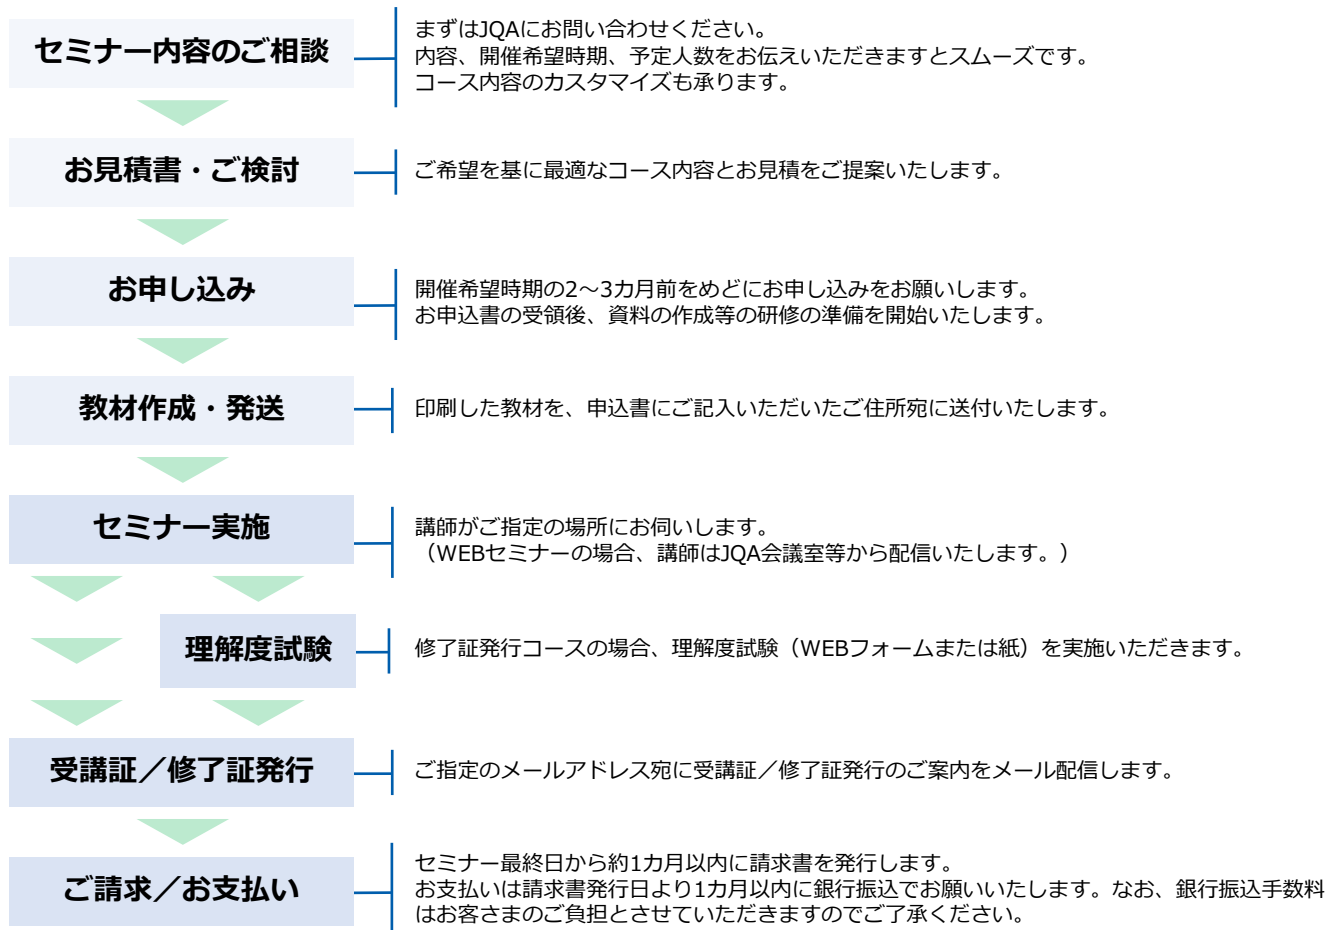 セミナー内容のご相談
まずはJQAにお問い合わせください。
内容、開催希望時期、予定人数をお伝えいただきますとスムーズです。
コース内容のカスタマイズも承ります。
お見積書・ご検討
ご希望を基に最適なコース内容とお見積をご提案いたします。
お申し込み
開催希望時期の2～3カ月前をめどにお申し込みをお願いします。
お申込書の受領後、資料の作成等の研修の準備を開始いたします。
教材作成・発送
印刷した教材を、申込書にご記入いただいたご住所宛に送付いたします。
セミナー実施
講師がご指定の場所にお伺いします。
（WEBセミナーの場合、講師はJQA会議室等から配信いたします。）
理解度試験
修了証発行コースの場合、理解度試験（WEBフォームまたは紙）を実施いただきます。
受講証／修了証発行
ご指定のメールアドレス宛に受講証／修了証発行のご案内をメール配信します。
ご請求／お支払い
セミナー最終日から約1カ月以内に請求書を発行します。
お支払いは請求書発行日より1カ月以内に銀行振込でお願いいたします。なお、銀行振込手数料
はお客さまのご負担とさせていただきますのでご了承ください。